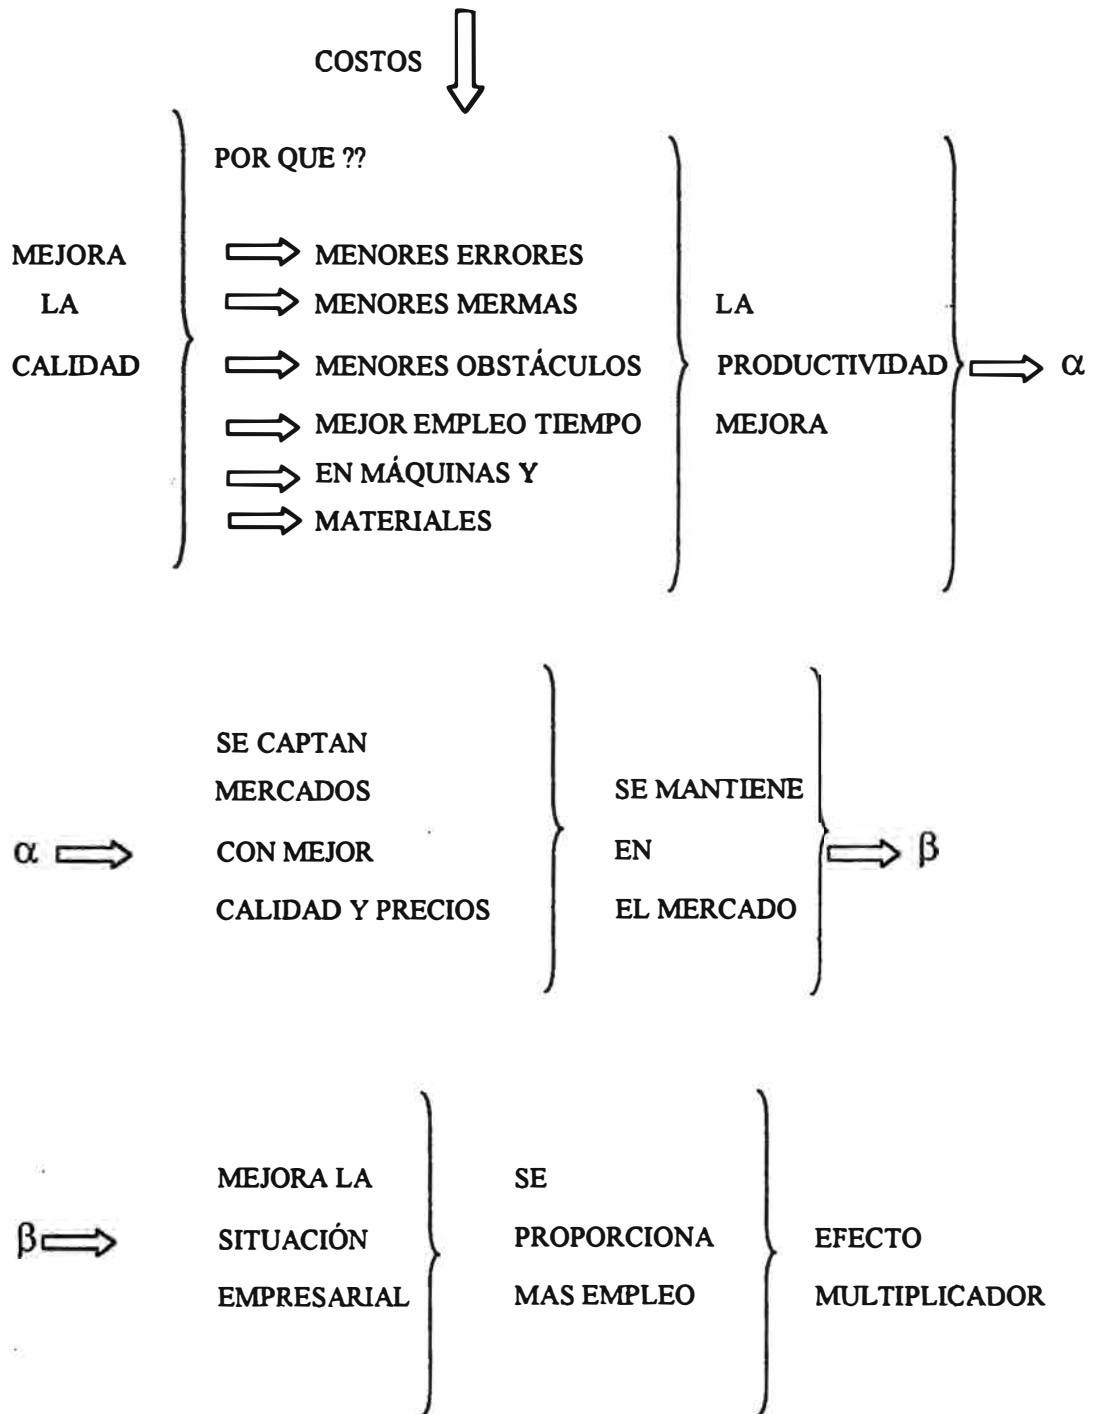 COSTOS
POR QUE ??
MEJORA
LA
CALIDAD
MENORES ERRORES
MENORES MERMAS
MENORES OBSTÁCULOS
MEJOR EMPLEO TIEMPO
EN MÁQUINAS Y
MATERIALES
LA
PRODUCTIVIDAD
MEJORA
α
α
SE CAPTAN
MERCADOS
CON MEJOR
CALIDAD Y PRECIOS
SE MANTIENE
EN
EL MERCADO
β
β
MEJORA LA
SITUACIÓN
EMPRESARIAL
SE
PROPORCIONA
MAS EMPLEO
EFECTO
MULTIPLICADOR